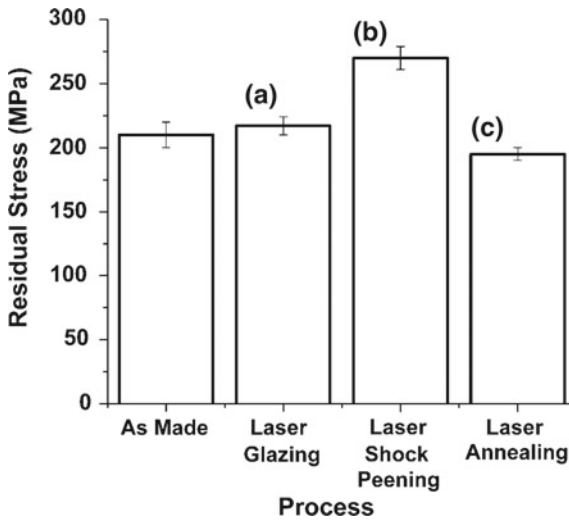 Residual Stress (MPa)
300
250
200
150
100
50
0
(a)
(b)
(c)
As Made
Laser
Glazing
Laser
Shock
Peening
Laser
Annealing
Process